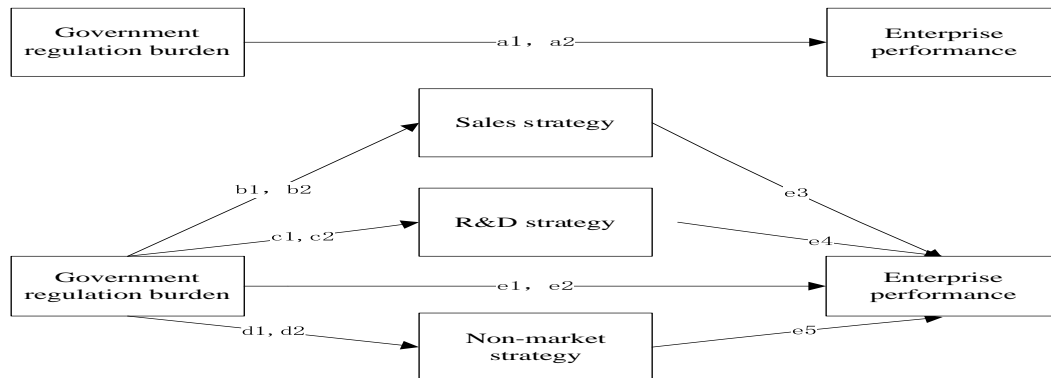 Government
regulation burden
a1, a2
Enterprise
performance
Sales strategy
b1, b2
e3
R&D strategy
c1,c2
e4
Government
regulation burden
e1, e2
Enterprise
performance
d1,d2
Non-market
strategy
e5